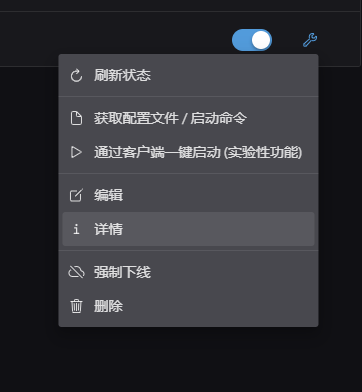 刷新状态
获取配置文件 / 启动命令
通过客户端一键启动 (实验性功能)
编辑
详情
强制下线
删除